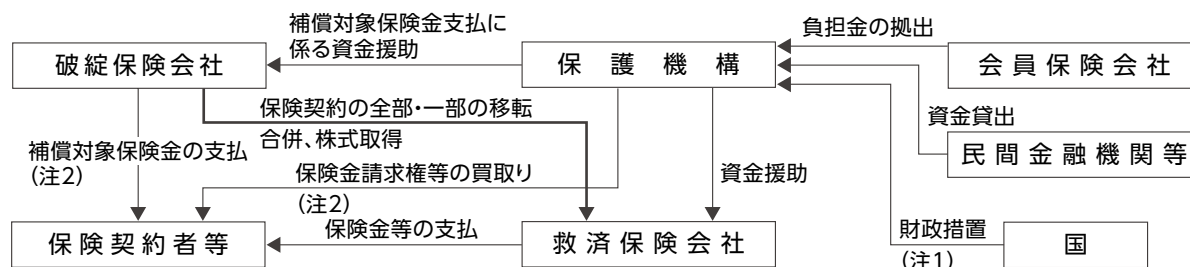 補償対象保険金支払に
係る資金援助
負担金の拠出
破綻保険会社
保護機構
会員保険会社
保険契約の全部・一部の移転
合併、株式取得
資金貸出
補償対象保険金の支払
(注2)
民間金融機関等
保険金請求権等の買取り
(注2)
資金援助
保険金等の支払
財政措置
(注1)
保険契約者等
救済保険会社
国